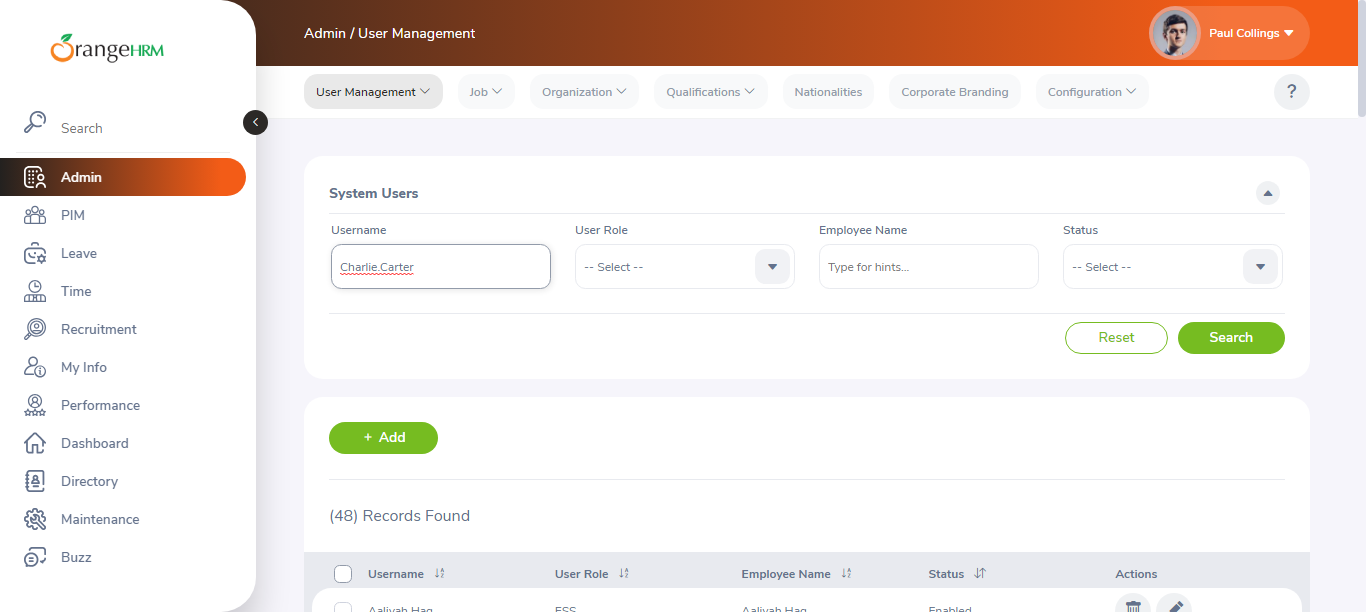 Admin / User Management
Paul Collings
OrangeHRM
User Management
Job
Organization
Qualifications
Nationalities
Corporate Branding
Configuration
?
Search
Admin
PIM
Leave
Time
Recruitment
My Info
Performance
Dashboard
Directory
Maintenance
Buzz
System Users
Username
User Role
Employee Name
Status
Charlie.Carter
-- Select --
Type for hints...
-- Select --
Reset
Search
+ Add
(48) Records Found
Username
User Role
Employee Name
Status
Actions
Aaliyah Haq
ESS
Aaliyah Haq
Enabled